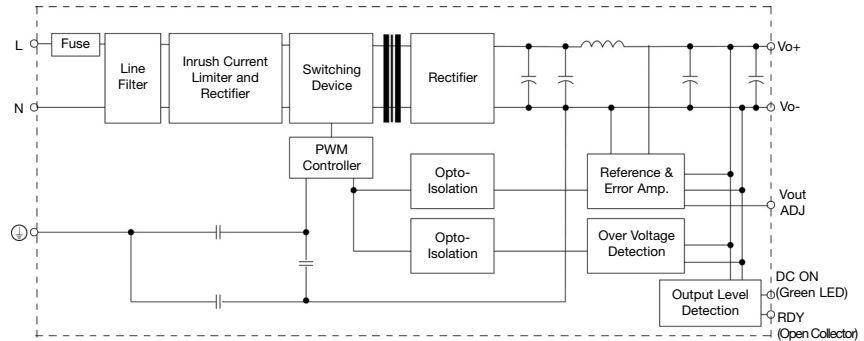 L
Fuse
Line
Filter
Inrush Current
Limiter and
Rectifier
Switching
Device
Rectifier
Vo+
N
Vo-
PWM
Controller
Opto-
Isolation
Reference &
Error Amp.
Vout
ADJ
Opto-
Isolation
Over Voltage
Detection
Output Level
Detection
DC ON
(Green LED)
RDY
(Open Collector)